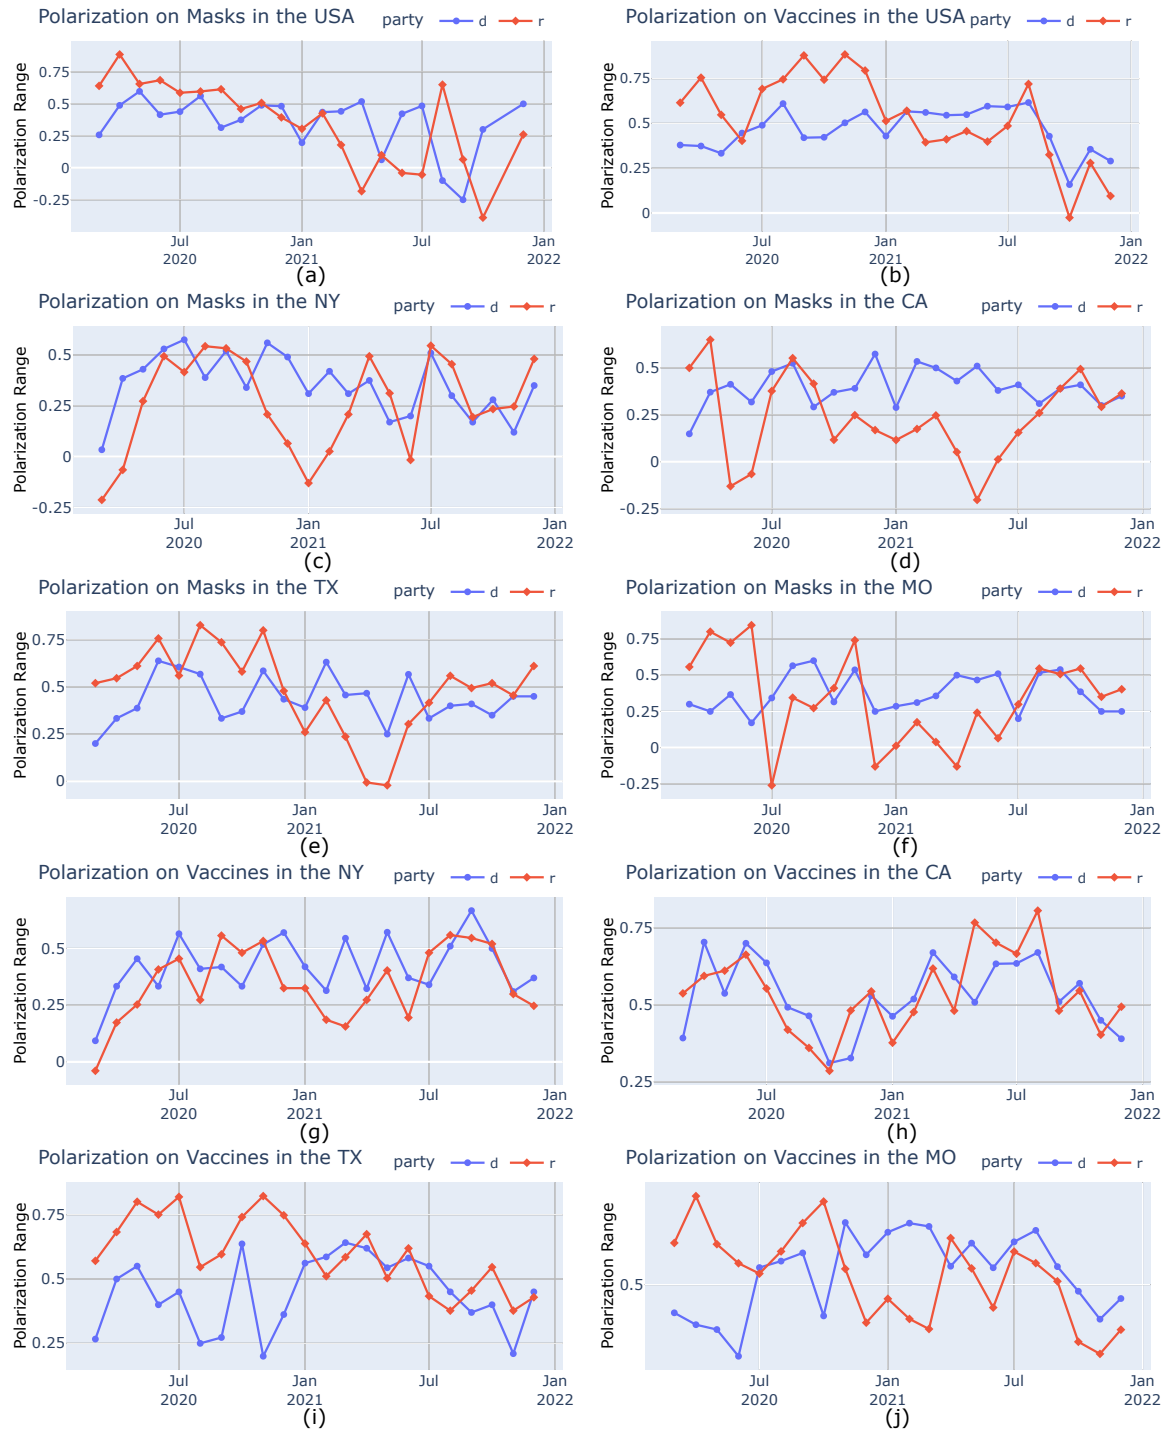 Polarization on Masks in the USA party d r
Polarization Range
0.75
0.5
0.25
0
-0.25
Jul 2020
Jan 2021
Jul
Jan 2022
(a)
Polarization on Vaccines in the USA party d r
Polarization Range
0.75
0.5
0.25
0
Jul 2020
Jan 2021
Jul
Jan 2022
(b)
Polarization on Masks in the NY party d r
Polarization Range
0.5
0.25
0
-0.25
Jul 2020
Jan 2021
Jul
Jan 2022
(c)
Polarization on Masks in the CA party d r
Polarization Range
0.5
0.25
0
-0.25
Jul 2020
Jan 2021
Jul
Jan 2022
(d)
Polarization on Masks in the TX party d r
Polarization Range
0.75
0.5
0.25
0
Jul 2020
Jan 2021
Jul
Jan 2022
(e)
Polarization on Masks in the MO party d r
Polarization Range
0.75
0.5
0.25
0
-0.25
Jul 2020
Jan 2021
Jul
Jan 2022
(f)
Polarization on Vaccines in the NY party d r
Polarization Range
0.5
0.25
0
Jul 2020
Jan 2021
Jul
Jan 2022
(g)
Polarization on Vaccines in the CA party d r
Polarization Range
0.75
0.5
0.25
Jul 2020
Jan 2021
Jul
Jan 2022
(h)
Polarization on Vaccines in the TX party d r
Polarization Range
0.75
0.5
0.25
Jul 2020
Jan 2021
Jul
Jan 2022
(i)
Polarization on Vaccines in the MO party d r
Polarization Range
0.5
Jul 2020
Jan 2021
Jul
Jan 2022
(j)